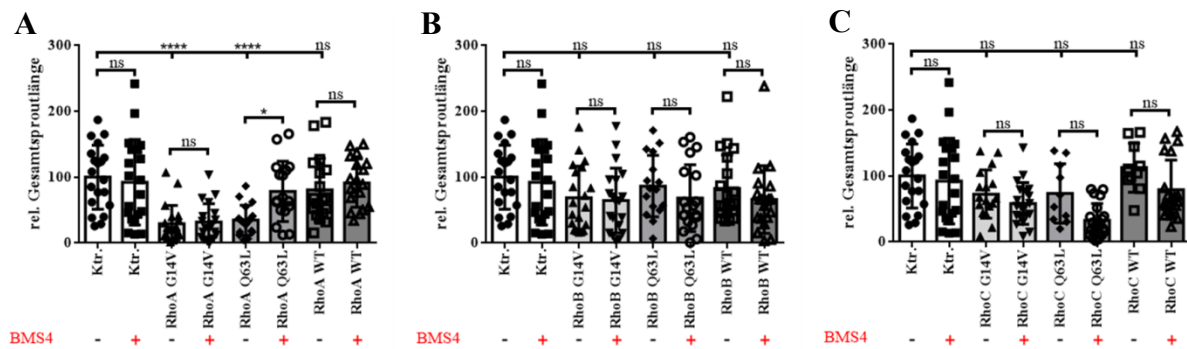 A
rel. Gesamtsproutlänge
300
200
100
0
ns
****
****
ns
ns
*
ns
Ktr.
Ktr.
RhoA G14V
RhoA G14V
RhoA Q63L
RhoA Q63L
RhoA WT
RhoA WT
BMS4
- + - + - + - +
B
rel. Gesamtsproutlänge
300
200
100
0
ns ns ns
ns ns
ns ns
Ktr.
Ktr.
RhoB G14V
RhoB G14V
RhoB Q63L
RhoB Q63L
RhoB WT
RhoB WT
BMS4
- + - + - + - +
C
rel. Gesamtsproutlänge
300
200
100
0
ns ns ns
ns
ns ns ns
Ktr.
Ktr.
RhoC G14V
RhoC G14V
RhoC Q63L
RhoC Q63L
RhoC WT
RhoC WT
BMS4
- + - + - + - +